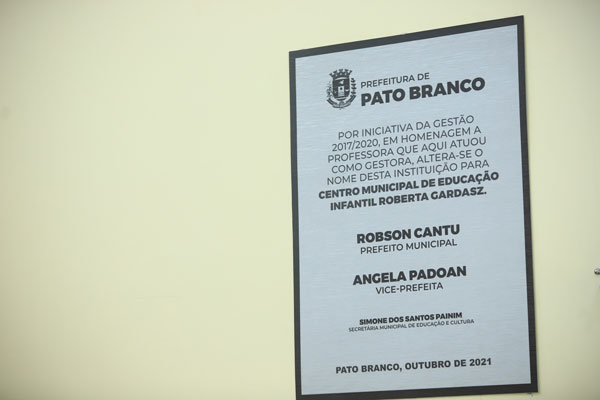 PREFEITURA DE
PATO BRANCO
POR INICIATIVA DA GESTÃO
2017/2020, EM HOMENAGEM A
PROFESSORA QUE AQUI ATUOU
COMO GESTORA, ALTERA-SE O
NOME DESTA INSTITUIÇÃO PARA
CENTRO MUNICIPAL DE EDUCAÇÃO
INFANTIL ROBERTA GARDASZ.
ROBSON CANTU
PREFEITO MUNICIPAL
ANGELA PADOAN
VICE-PREFEITA
SIMONE DOS SANTOS PAINIM
SECRETÁRIA MUNICIPAL DE EDUCAÇÃO E CULTURA
PATO BRANCO, OUTUBRO DE 2021